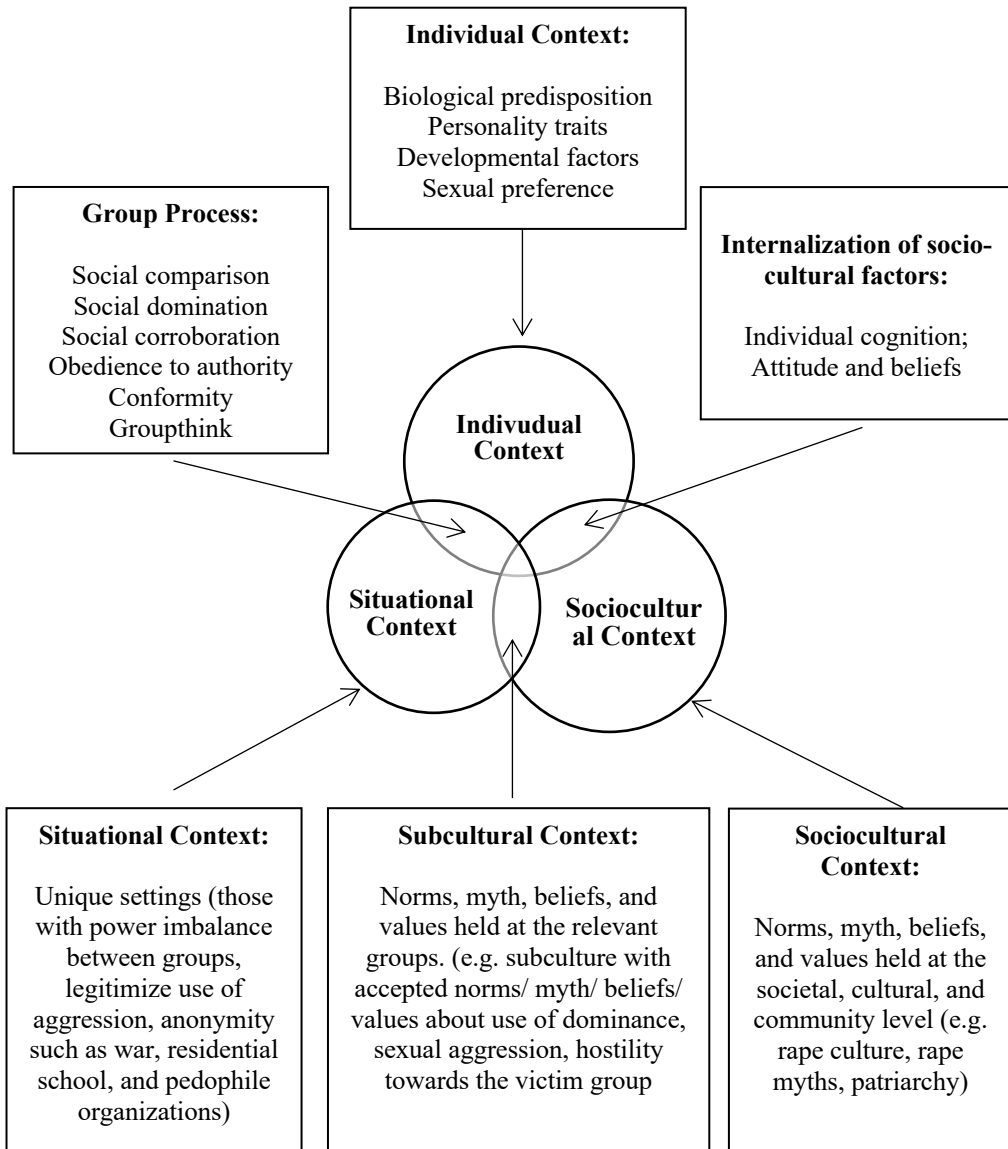 Individual Context:
Biological predisposition
Personality traits
Developmental factors
Sexual preference
Group Process:
Social comparison
Social domination
Social corroboration
Obedience to authority
Conformity
Groupthink
Internalization of socio-
cultural factors:
Individual cognition;
Attitude and beliefs
Indivudual
Context
Situational
Context
Sociocultur
al Context
Situational Context:
Unique settings (those
with power imbalance
between groups,
legitimize use of
aggression, anonymity
such as war, residential
school, and pedophile
organizations)
Subcultural Context:
Norms, myth, beliefs, and
values held at the relevant
groups. (e.g. subculture with
accepted norms/ myth/ beliefs/
values about use of dominance,
sexual aggression, hostility
towards the victim group
Sociocultural
Context:
Norms, myth, beliefs,
and values held at the
societal, cultural, and
community level (e.g.
rape culture, rape
myths, patriarchy)